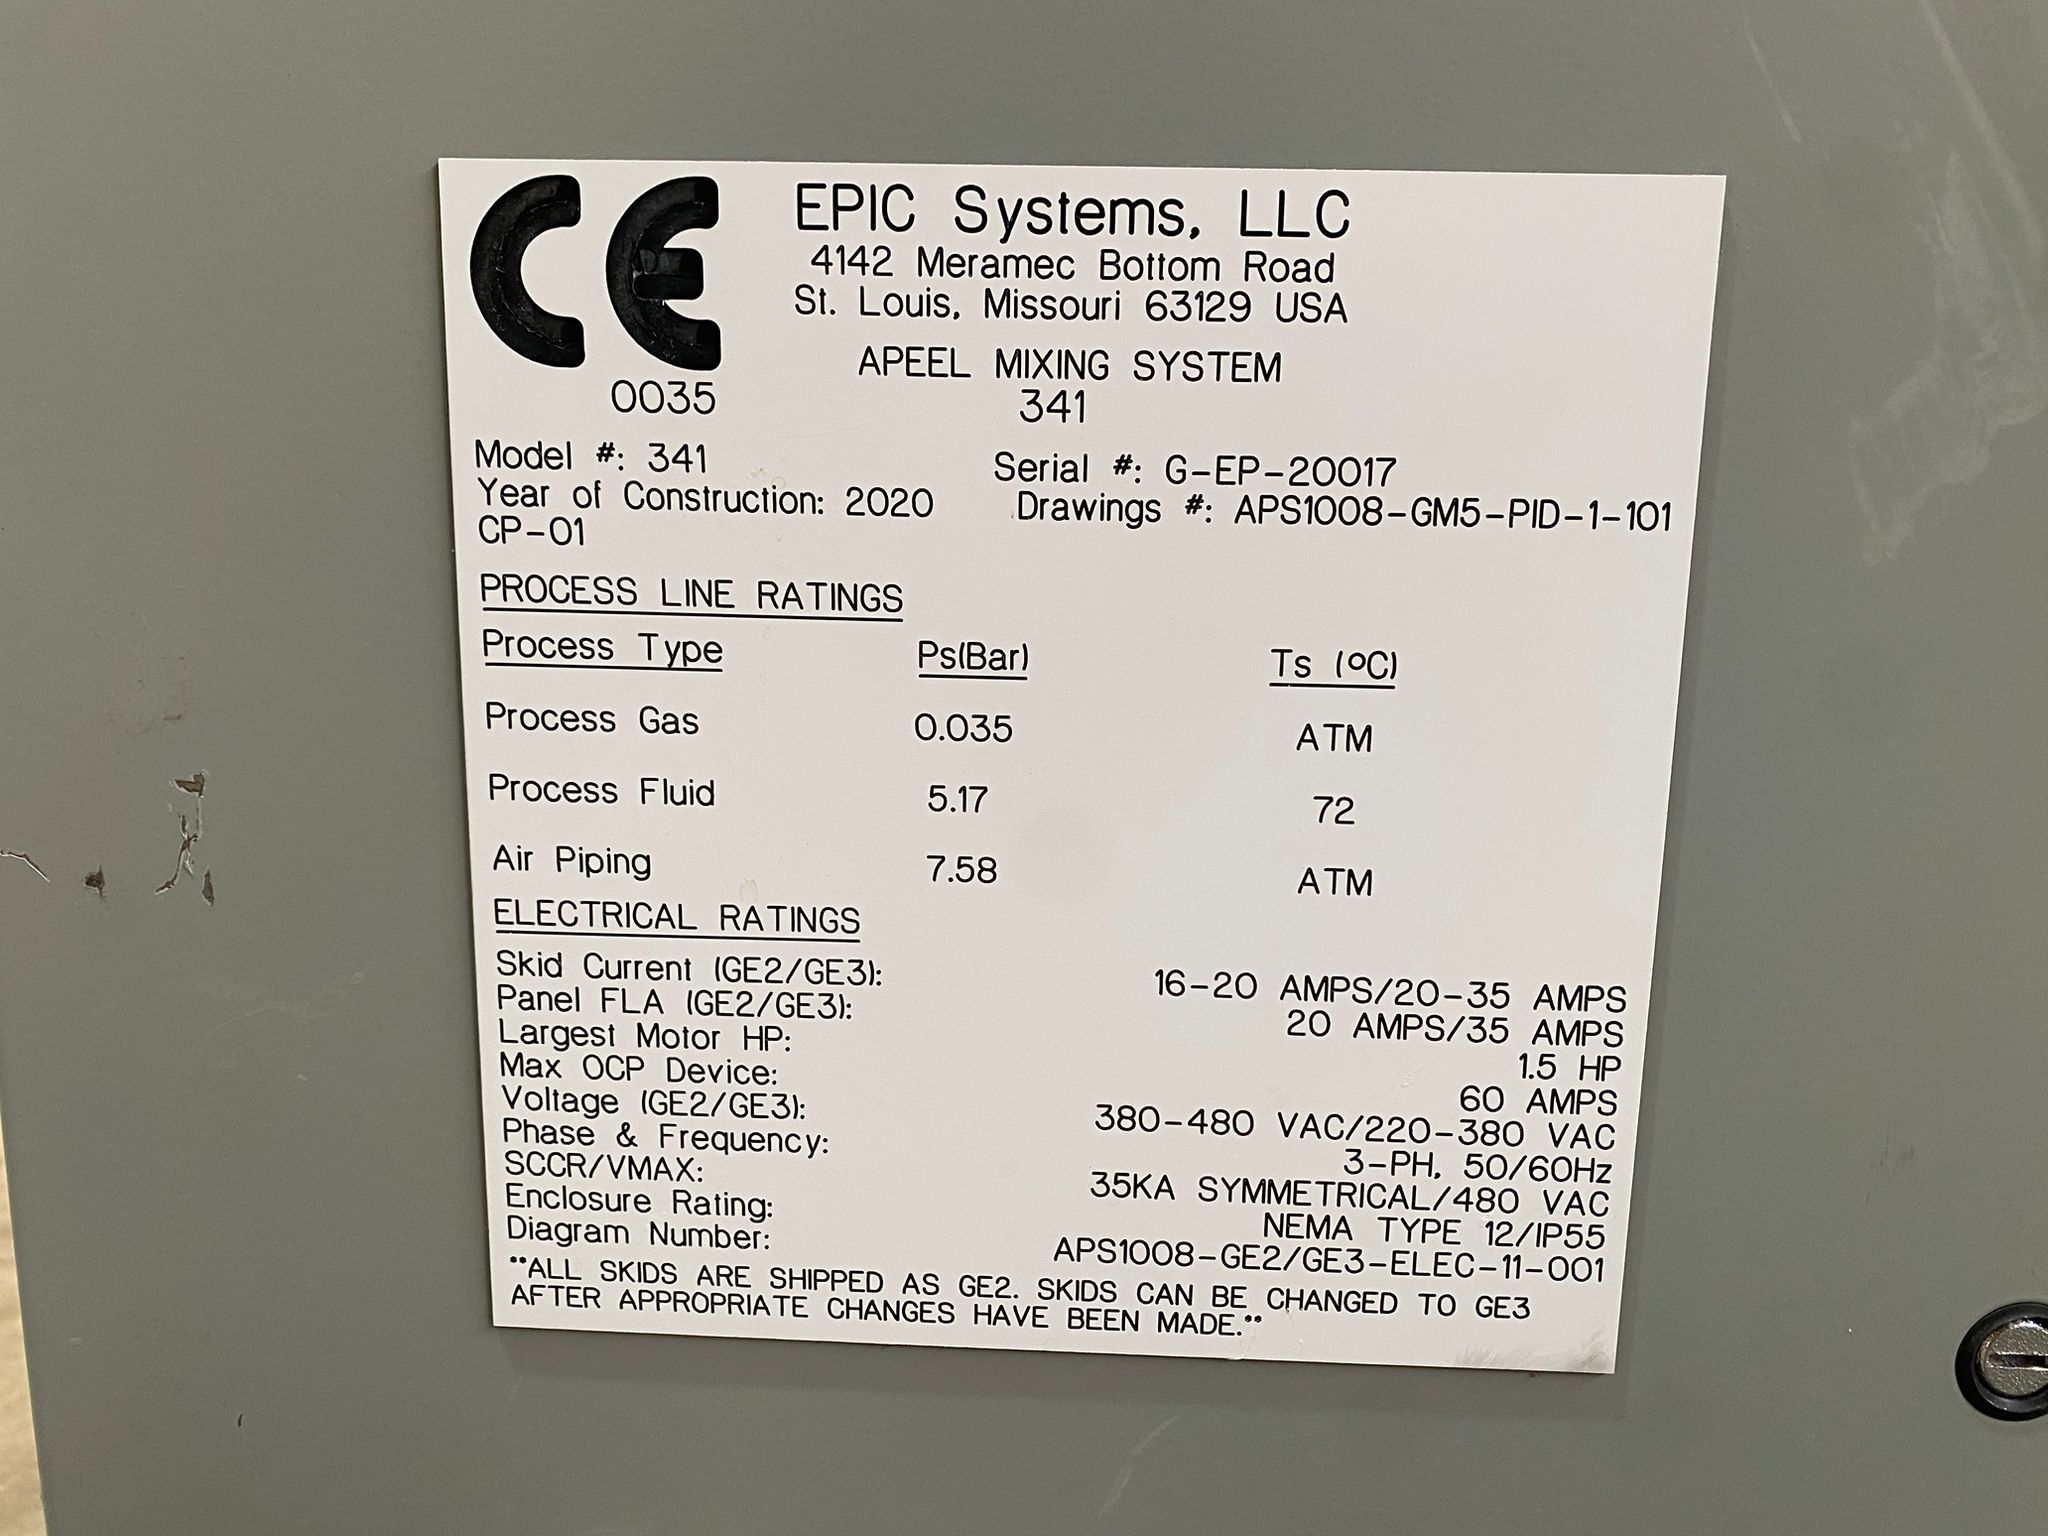 CE
0035
EPIC Systems, LLC
4142 Meramec Bottom Road
St. Louis, Missouri 63129 USA
APEEL MIXING SYSTEM
341
Model #: 341 Serial #: G-EP-20017
Year of Construction: 2020 Drawings #: APS1008-GM5-PID-1-101
CP-01
PROCESS LINE RATINGS
Process Type Ps(Bar) Ts (°C)
Process Gas 0.035 ATM
Process Fluid 5.17 72
Air Piping 7.58 ATM
ELECTRICAL RATINGS
Skid Current (GE2/GE3): 16-20 AMPS/20-35 AMPS
Panel FLA (GE2/GE3): 20 AMPS/35 AMPS
Largest Motor HP: 1.5 HP
Max OCP Device: 60 AMPS
Voltage (GE2/GE3): 380-480 VAC/220-380 VAC
Phase & Frequency: 3-PH, 50/60Hz
SCCR/VMAX: 35KA SYMMETRICAL/480 VAC
Enclosure Rating: NEMA TYPE 12/IP55
Diagram Number: APS1008-GE2/GE3-ELEC-11-001
**ALL SKIDS ARE SHIPPED AS GE2. SKIDS CAN BE CHANGED TO GE3
AFTER APPROPRIATE CHANGES HAVE BEEN MADE.**